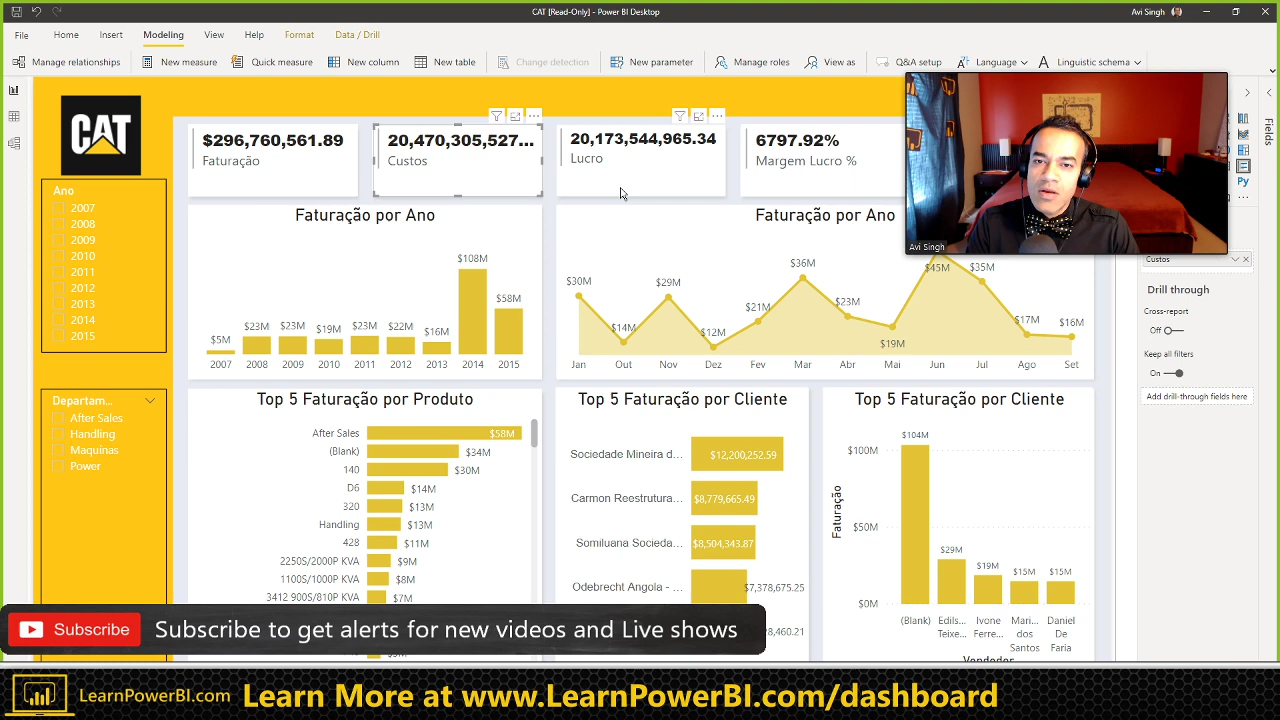 CAT [Read-Only] - Power BI Desktop
Avi Singh
File Home Insert Modeling View Help Format Data / Drill
Manage relationships New measure Quick measure New column New table Change detection New parameter Manage roles View as Q&A setup Language Linguistic schema
CAT
$296,760,561.89
Faturação
20,470,305,527...
Custos
20,173,544,965.34
Lucro
6797.92%
Margem Lucro %
Avi Singh
Fields
Py
Custos
Drill through
Cross-report
Off
Keep all filters
On
Add drill-through fields here
Ano
2007
2008
2009
2010
2011
2012
2013
2014
2015
Departam...
After Sales
Handling
Maquinas
Power
Faturação por Ano
$5M $23M $23M $19M $23M $22M $16M $108M $58M
2007 2008 2009 2010 2011 2012 2013 2014 2015
Faturação por Ano
$30M $14M $29M $12M $21M $36M $23M $19M $45M $35M $17M $16M
Jan Out Nov Dez Fev Mar Abr Mai Jun Jul Ago Set
Top 5 Faturação por Produto
After Sales $58M
(Blank) $34M
140 $30M
D6 $14M
320 $13M
Handling $13M
428 $11M
2250S/2000P KVA $9M
1100S/1000P KVA $8M
3412 900S/810P KVA $7M
Top 5 Faturação por Cliente
Sociedade Mineira d... $12,200,252.59
Carmon Reestrutura... $8,779,665.49
Somiluana Socieda... $8,504,343.87
Odebrecht Angola - ... $7,378,675.25
Top 5 Faturação por Cliente
Faturação
$100M
$50M
$0M
$104M $29M $19M $15M $15M
(Blank)
Edils... Teixe...
Ivone Ferre...
Mari... dos Santos
Daniel De Faria
Vendedor
Subscribe
Subscribe to get alerts for new videos and Live shows
LearnPowerBI.com
Learn More at www.LearnPowerBI.com/dashboard